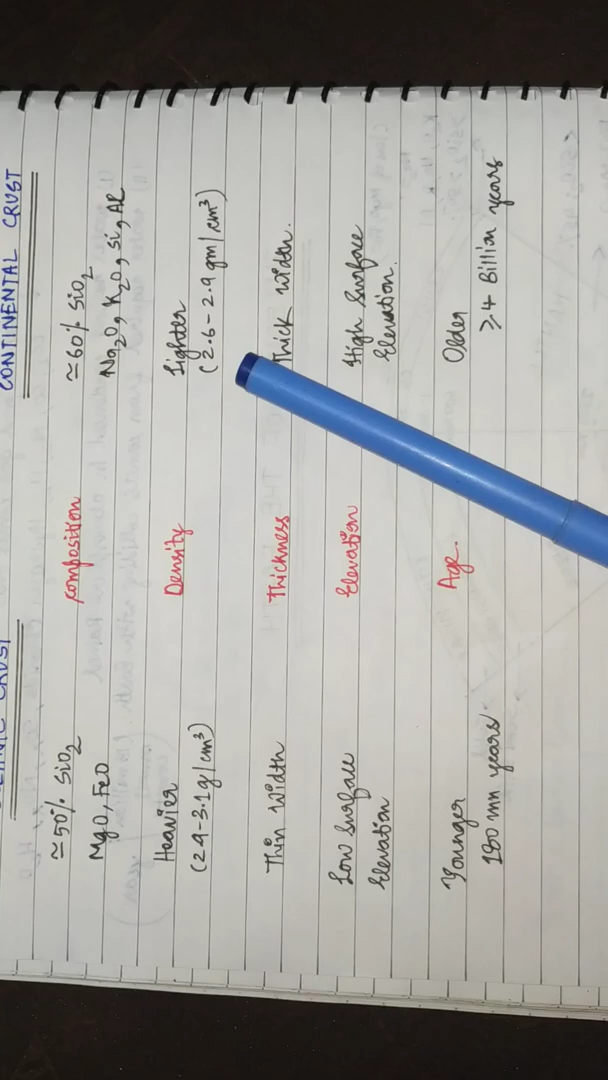 CRUST CONTINENTAL CRUST
≃50% SiO2 composition ≃60% SiO2
MgO, FeO Na2O, K2O, Si, Al
Heavier Density Lighter
(2.9-3.1g/cm³) (2.6-2.9 gm/cm³)
Thin width Thickness Thick width.
Low surface Elevation High Surface
Elevation Elevation.
Younger Age. Older
180 mn years ⩾4 Billion years